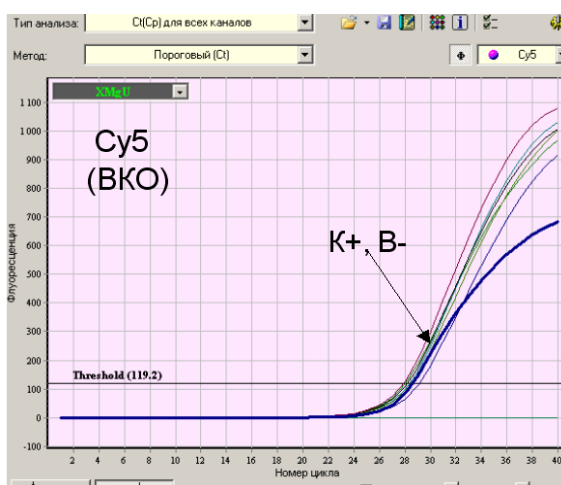 Тип анализа: Ct(Cp) для всех каналов
Метод: Пороговый (Ct) Cy5
XMgU
Cy5
(ВКО)
К+, В-
Threshold (119.2)
Флуоресценция
1 100
1 000
900
800
700
600
500
400
300
200
100
0
-100
2 4 6 8 10 12 14 16 18 20 22 24 26 28 30 32 34 36 38 40
Номер цикла